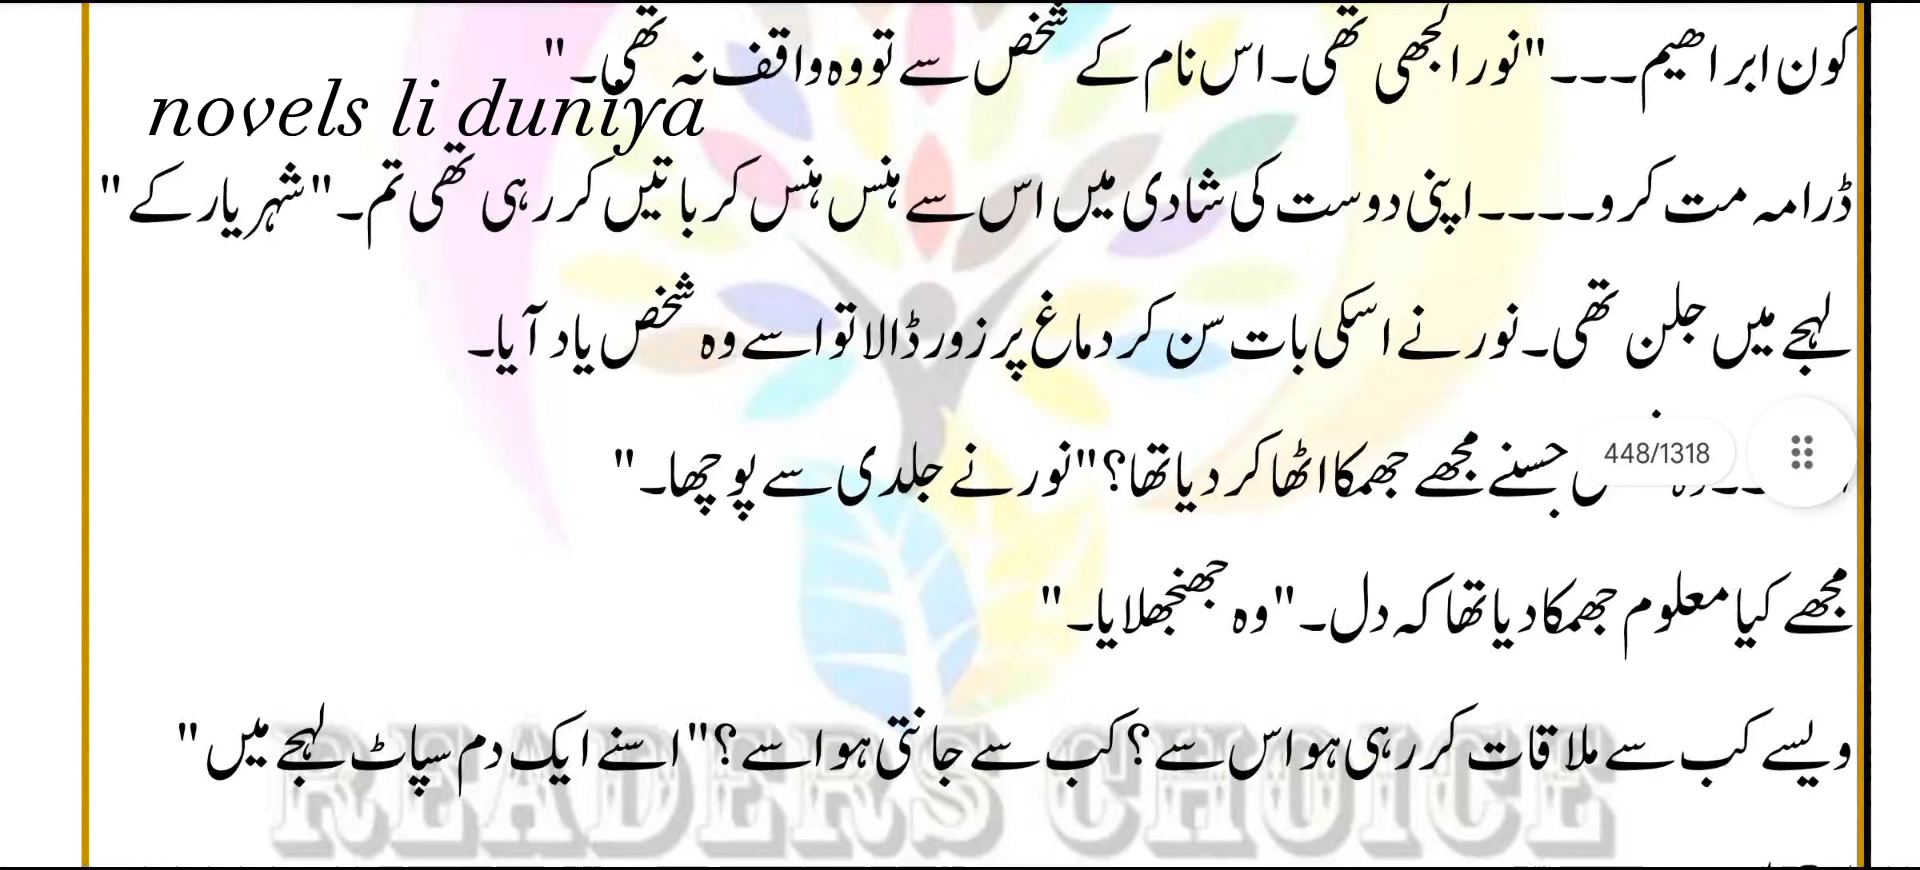 کون ابراھیم۔۔۔"نور الجھی تھی۔اس نام کے شخص سے تو وہ واقف نہ تھی۔"
novels li duniya
ڈرامہ مت کرو۔۔۔۔اپنی دوست کی شادی میں اس سے ہنس ہنس کر باتیں کر رہی تھی تم۔"شہریار کے "
لہجے میں جلن تھی۔نور نے اسکی بات سن کر دماغ پر زور ڈالا تو اسے وہ شخص یاد آیا۔
جسنے مجھے جھمکا اٹھا کر دیا تھا؟"نور نے جلدی سے پوچھا۔"
448/1318
مجھے کیا معلوم جھمکا دیا تھا کہ دل۔"وہ جھنجھلایا۔"
ویسے کب سے ملاقات کر رہی ہو اس سے؟کب سے جانتی ہو اسے؟"اسنے ایک دم سپاٹ لہجے میں "
READERS CHOICE